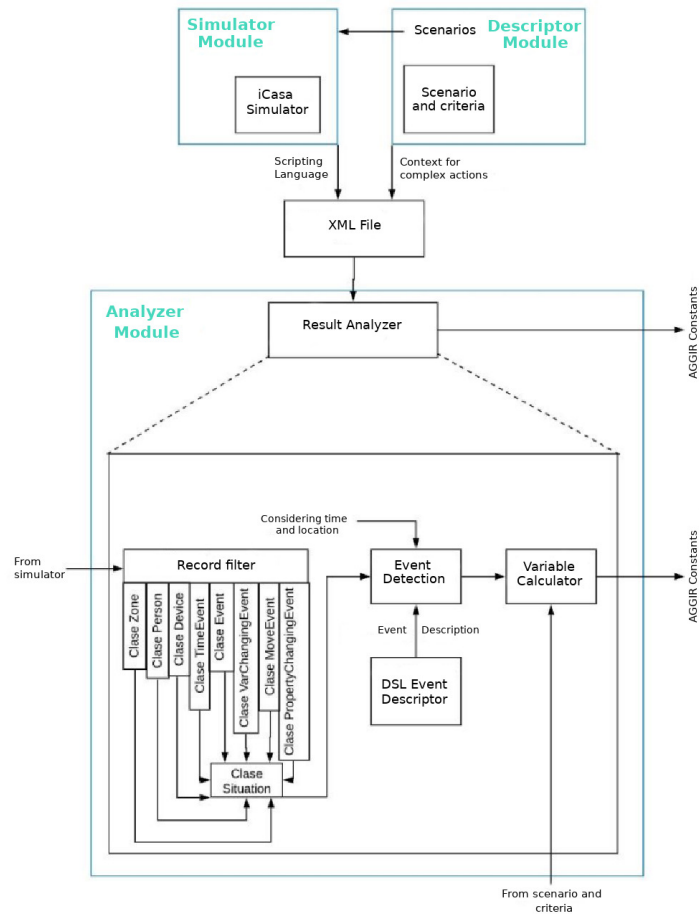 Simulator
Module
Scenarios
Descriptor
Module
iCasa
Simulator
Scenario
and criteria
Scripting
Language
Context for
complex actions
XML File
Analyzer
Module
Result Analyzer
AGGIR Constants
Considering time
and location
From
simulator
Record filter
Event
Detection
Variable
Calculator
AGGIR Constants
Clase Zone
Clase Person
Clase Device
Clase TimeEvent
Clase Event
Clase VarChangingEvent
Clase MoveEvent
Clase PropertyChangingEvent
Event Description
DSL Event
Descriptor
Clase
Situation
From scenario and
criteria